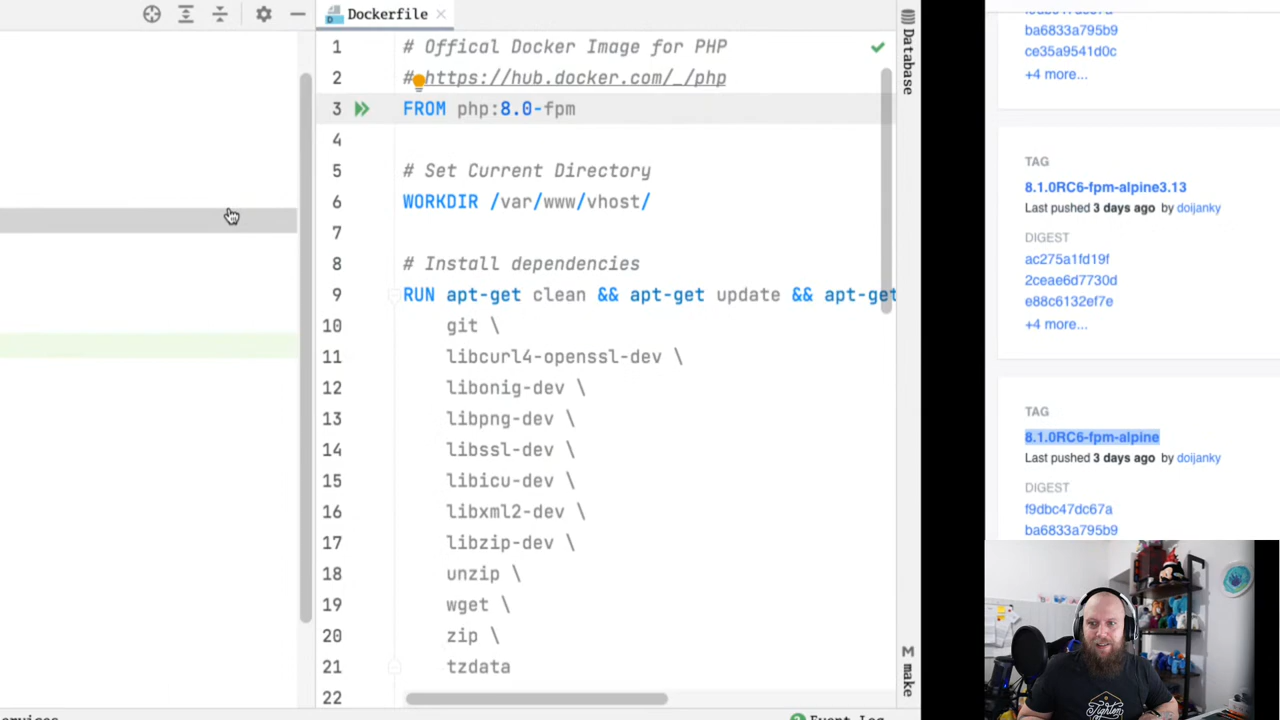 Dockerfile
1 # Offical Docker Image for PHP
2 # https://hub.docker.com/_/php
3 FROM php:8.0-fpm
4
5 # Set Current Directory
6 WORKDIR /var/www/vhost/
7
8 # Install dependencies
9 RUN apt-get clean && apt-get update && apt-get
10 git \
11 libcurl4-openssl-dev \
12 libonig-dev \
13 libpng-dev \
14 libssl-dev \
15 libicu-dev \
16 libxml2-dev \
17 libzip-dev \
18 unzip \
19 wget \
20 zip \
21 tzdata
22
Database
make
Event Log
ba6833a795b9
ce35a9541d0c
+4 more...
TAG
8.1.0RC6-fpm-alpine3.13
Last pushed 3 days ago by doijanky
DIGEST
ac275a1fd19f
2ceae6d7730d
e88c6132ef7e
+4 more...
TAG
8.1.0RC6-fpm-alpine
Last pushed 3 days ago by doijanky
DIGEST
f9dbc47dc67a
ba6833a795b9